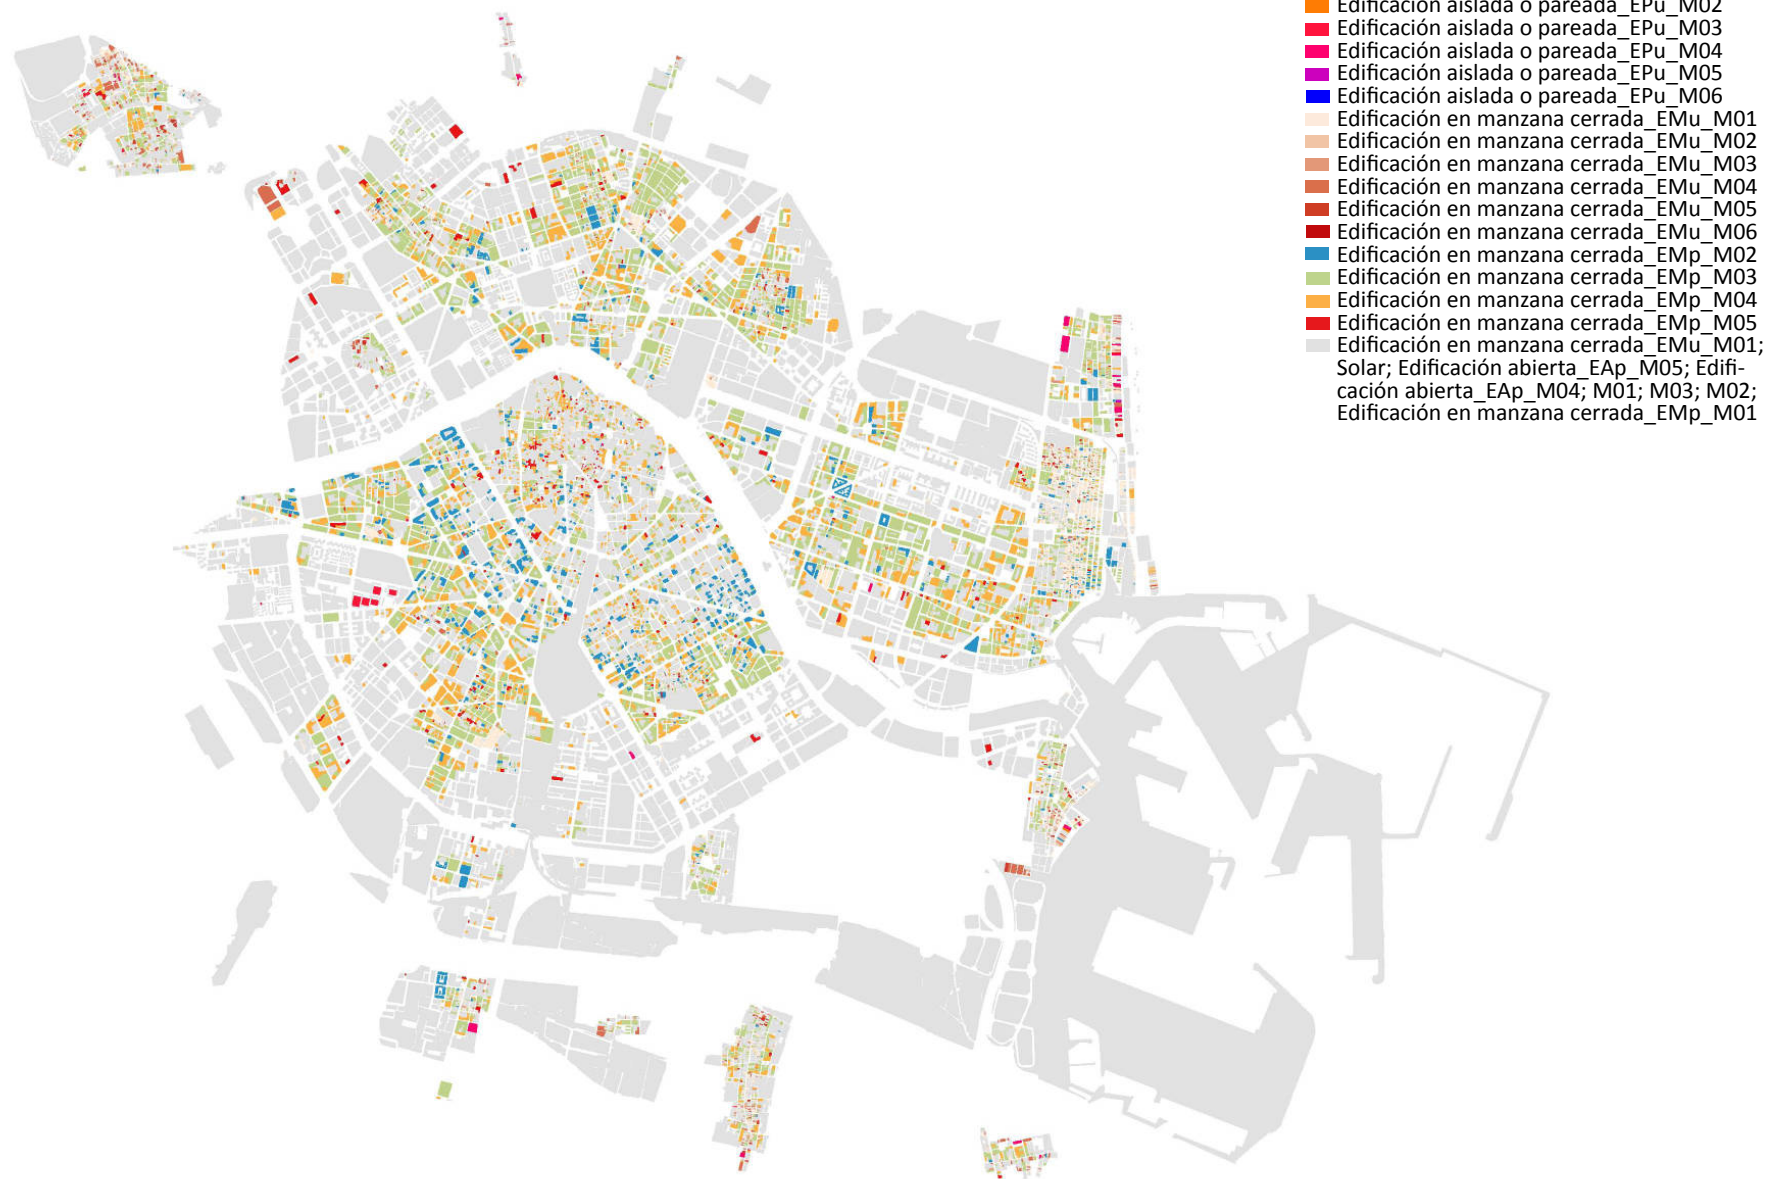 Edificación aislada o pareada_EPu_M02
Edificación aislada o pareada_EPu_M03
Edificación aislada o pareada_EPu_M04
Edificación aislada o pareada_EPu_M05
Edificación aislada o pareada_EPu_M06
Edificación en manzana cerrada_EMu_M01
Edificación en manzana cerrada_EMu_M02
Edificación en manzana cerrada_EMu_M03
Edificación en manzana cerrada_EMu_M04
Edificación en manzana cerrada_EMu_M05
Edificación en manzana cerrada_EMu_M06
Edificación en manzana cerrada_EMp_M02
Edificación en manzana cerrada_EMp_M03
Edificación en manzana cerrada_EMp_M04
Edificación en manzana cerrada_EMp_M05
Edificación en manzana cerrada_EMu_M01;
Solar; Edificación abierta_EAp_M05; Edifi-
cación abierta_EAp_M04; M01; M03; M02;
Edificación en manzana cerrada_EMp_M01